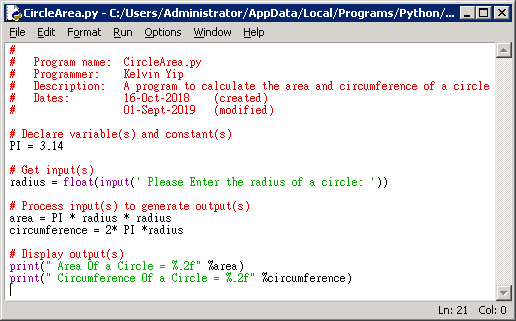 CircleArea.py - C:/Users/Administrator/AppData/Local/Programs/Python/...
File Edit Format Run Options Window Help
#
#   Program name:  CircleArea.py
#   Programmer:    Kelvin Yip
#   Description:   A program to calculate the area and circumference of a circle
#   Dates:         16-Oct-2018   (created)
#                  01-Sept-2019  (modified)
# Declare variable(s) and constant(s)
PI = 3.14
# Get input(s)
radius = float(input(' Please Enter the radius of a circle: '))
# Process input(s) to generate output(s)
area = PI * radius * radius
circumference = 2* PI *radius
# Display output(s)
print(" Area Of a Circle = %.2f" %area)
print(" Circumference Of a Circle = %.2f" %circumference)
Ln: 21 Col: 0